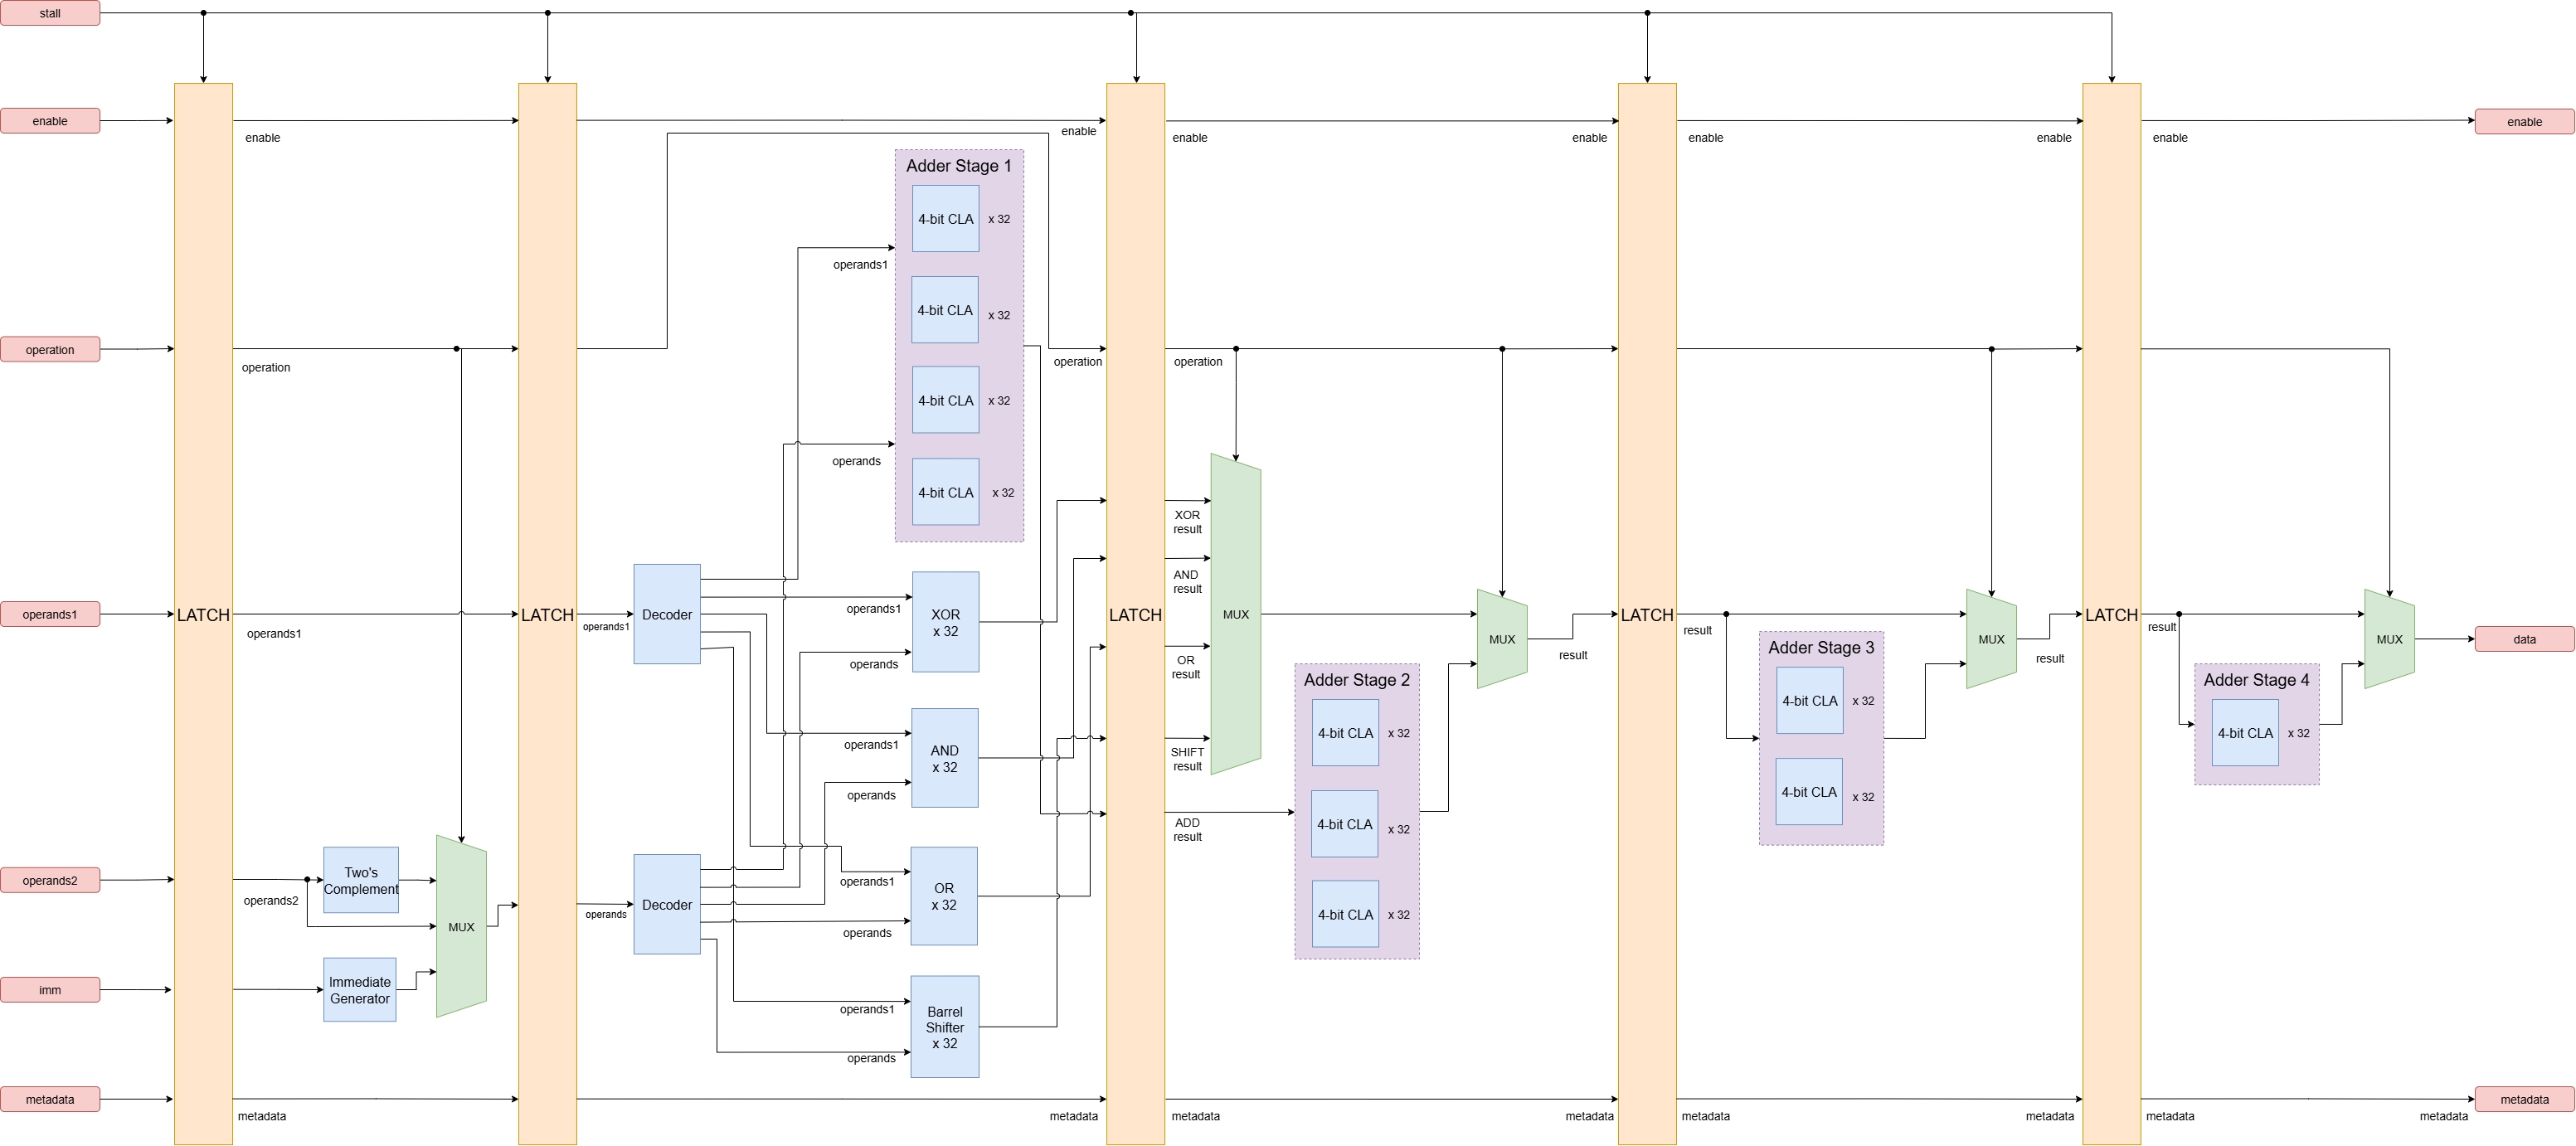 stall
enable
enable
enable
enable
enable
enable
enable
enable
enable
Adder Stage 1
4-bit CLA
x 32
4-bit CLA
x 32
4-bit CLA
x 32
4-bit CLA
x 32
operands1
operands
operation
operation
operation
operation
XOR
result
AND
result
OR
result
SHIFT
result
ADD
result
MUX
operands1
LATCH
operands1
LATCH
operands1
Decoder
operands1
operands
XOR
x 32
operands1
operands
AND
x 32
operands1
operands
OR
x 32
operands1
operands
Barrel
Shifter
x 32
LATCH
Adder Stage 2
4-bit CLA
x 32
4-bit CLA
x 32
4-bit CLA
x 32
MUX
result
LATCH
result
Adder Stage 3
4-bit CLA
x 32
4-bit CLA
x 32
MUX
result
LATCH
result
Adder Stage 4
4-bit CLA
x 32
MUX
data
operands2
operands2
Two's
Complement
MUX
operands
Decoder
imm
Immediate
Generator
metadata
metadata
metadata
metadata
metadata
metadata
metadata
metadata
metadata
metadata